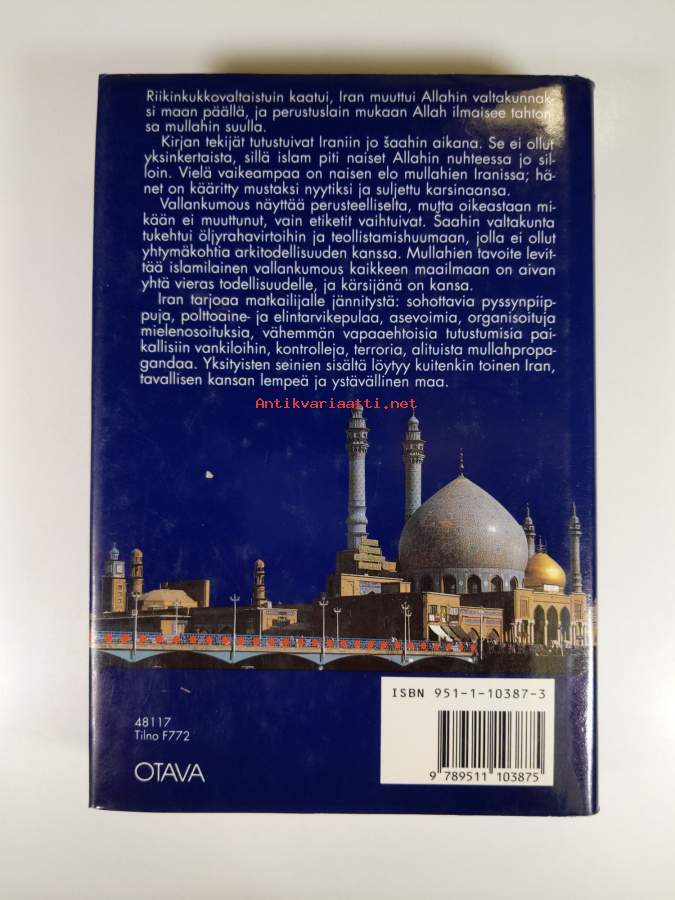 Riikinkukkovaltaistuin kaatui, Iran muuttui Allahin valtakunnak-
si maan päällä, ja perustuslain mukaan Allah ilmaisee tahton-
sa mullahin suulla.
Kirjan tekijät tutustuivat Iraniin jo šaahin aikana. Se ei ollut
yksinkertaista, sillä islam piti naiset Allahin nuhteessa jo sil-
loin. Vielä vaikeampaa on naisen elo mullahien Iranissa; hä-
net on kääritty mustaksi nyytiksi ja suljettu karsinaansa.
Vallankumous näyttää perusteelliselta, mutta oikeastaan mi-
kään ei muuttunut, vain etiketit vaihtuivat. Šaahin valtakunta
tukehtui öljyrahavirtoihin ja teollistamishuumaan, jolla ei ollut
yhtymäkohtia arkitodellisuuden kanssa. Mullahien tavoite levit-
tää islamilainen vallankumous kaikkeen maailmaan on aivan
yhtä vieras todellisuudelle, ja kärsijänä on kansa.
Iran tarjoaa matkailijalle jännitystä: sohottavia pyssynpiip-
puja, polttoaine- ja elintarvikepulaa, asevoimia, organisoituja
mielenosoituksia, vähemmän vapaaehtoisia tutustumisia pai-
kallisiin vankiloihin, kontrolleja, terroria, alituista mullahpropa-
gandaa. Yksityisten seinien sisältä löytyy kuitenkin toinen Iran,
tavallisen kansan lempeä ja ystävällinen maa.
Antikvariaatti.net
ISBN 951-1-10387-3
48117
Tilno F772
OTAVA
9 789511 103875